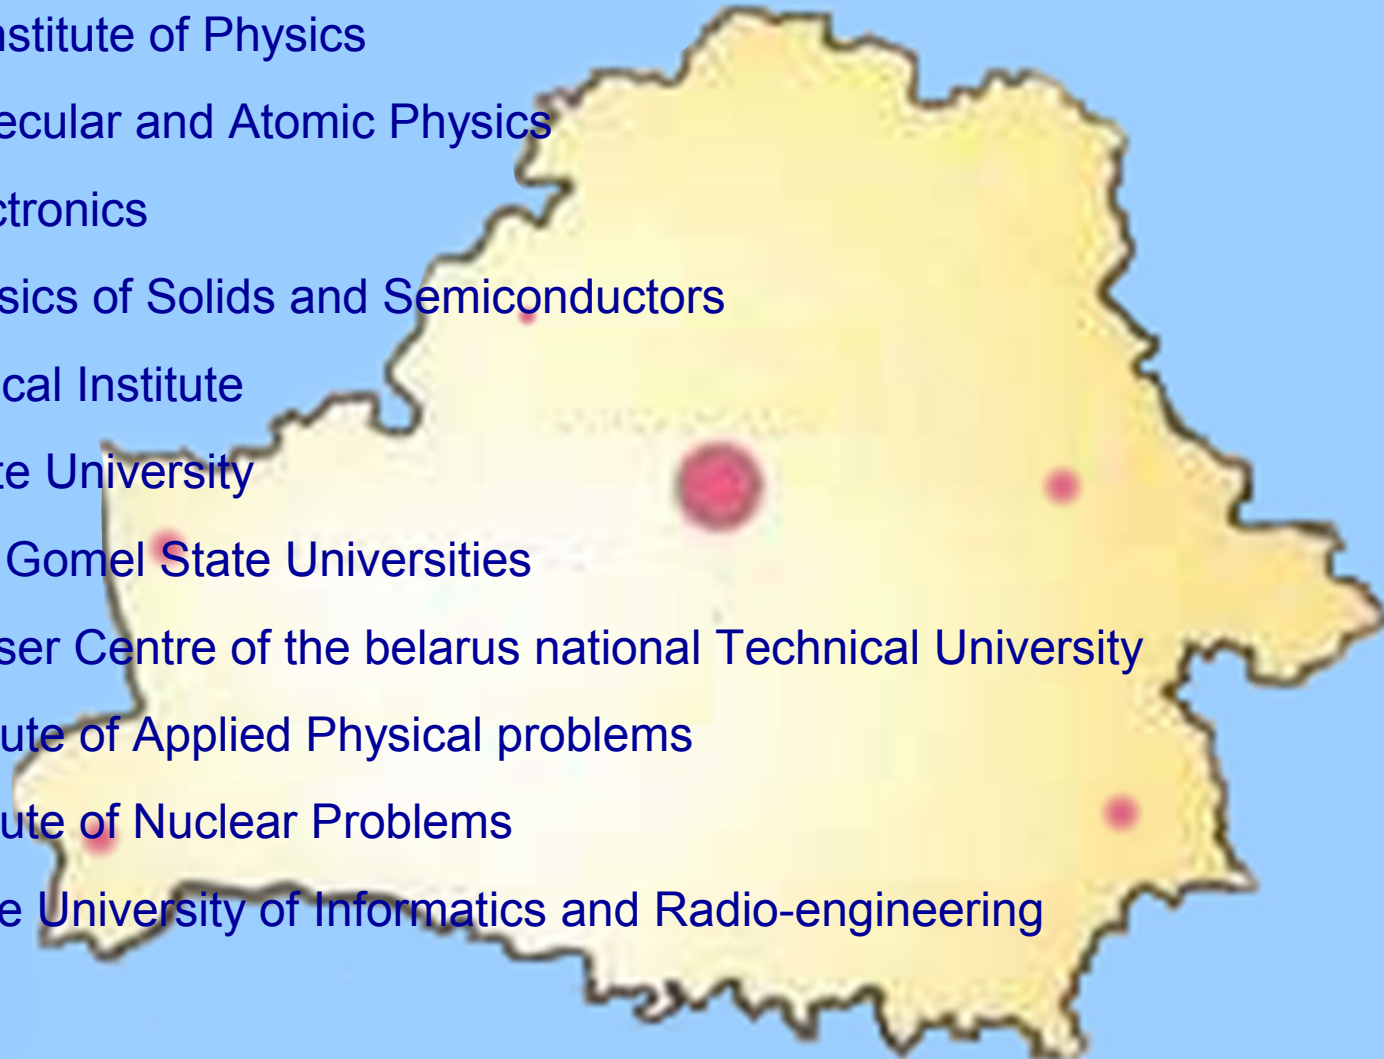 nstitute of Physics
ecular and Atomic Physics
ctronics
sics of Solids and Semiconductors
cal Institute
te University
Gomel State Universities
ser Centre of the belarus national Technical University
ute of Applied Physical problems
ute of Nuclear Problems
e University of Informatics and Radio-engineering